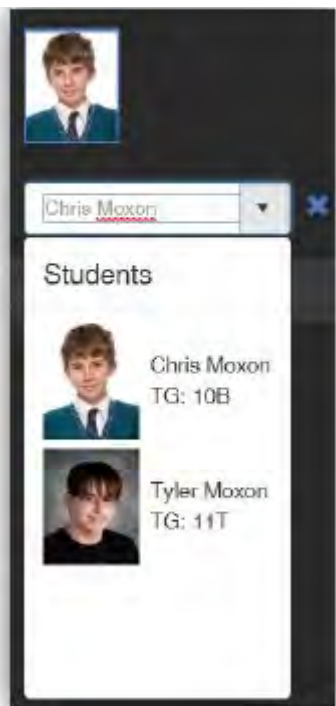 Chris Moxon
Students
Chris Moxon
TG: 10B
Tyler Moxon
TG: 11T